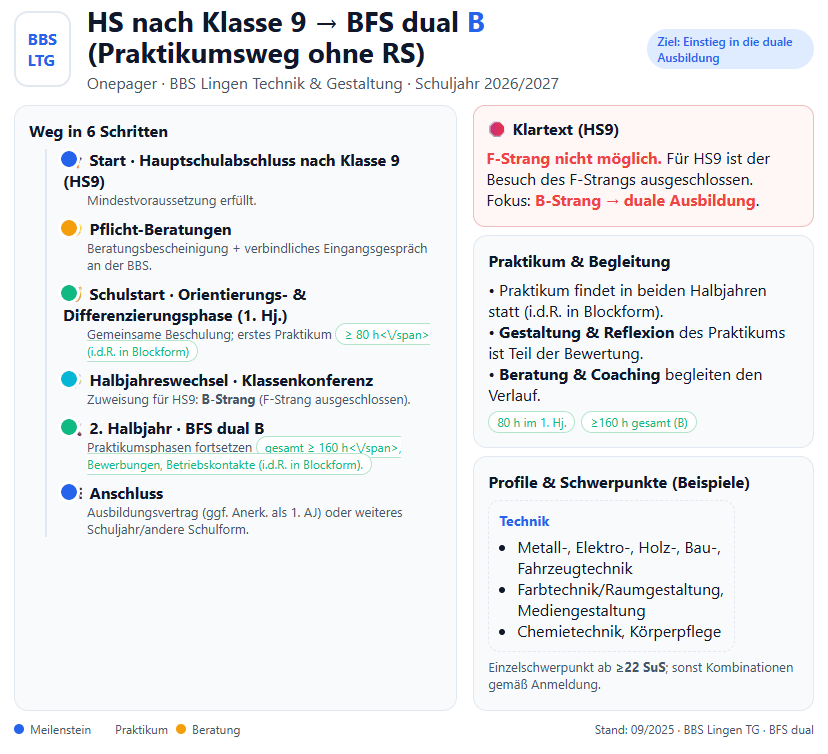 BBS
LTG
HS nach Klasse 9 → BFS dual B
(Praktikumsweg ohne RS)
Onepager · BBS Lingen Technik & Gestaltung · Schuljahr 2026/2027
Ziel: Einstieg in die duale
Ausbildung
Weg in 6 Schritten
Start · Hauptschulabschluss nach Klasse 9
(HS9)
Mindestvoraussetzung erfüllt.
Pflicht-Beratungen
Beratungsbescheinigung + verbindliches Eingangsgespräch
an der BBS.
Schulstart · Orientierungs- &
Differenzierungsphase (1. Hj.)
Gemeinsame Beschulung; erstes Praktikum ≥ 80 h<\/span>
(i.d.R. in Blockform)
Halbjahreswechsel · Klassenkonferenz
Zuweisung für HS9: B-Strang (F-Strang ausgeschlossen).
2. Halbjahr · BFS dual B
Praktikumsphasen fortsetzen gesamt ≥ 160 h<\/span>,
Bewerbungen, Betriebskontakte (i.d.R. in Blockform).
Anschluss
Ausbildungsvertrag (ggf. Anerk. als 1. AJ) oder weiteres
Schuljahr/andere Schulform.
Klartext (HS9)
F-Strang nicht möglich. Für HS9 ist der
Besuch des F-Strangs ausgeschlossen.
Fokus: B-Strang → duale Ausbildung.
Praktikum & Begleitung
• Praktikum findet in beiden Halbjahren
statt (i.d.R. in Blockform).
• Gestaltung & Reflexion des Praktikums
ist Teil der Bewertung.
• Beratung & Coaching begleiten den
Verlauf.
80 h im 1. Hj. ≥160 h gesamt (B)
Profile & Schwerpunkte (Beispiele)
Technik
• Metall-, Elektro-, Holz-, Bau-,
Fahrzeugtechnik
• Farbtechnik/Raumgestaltung,
Mediengestaltung
• Chemietechnik, Körperpflege
Einzelschwerpunkt ab ≥22 SuS; sonst Kombinationen
gemäß Anmeldung.
Meilenstein Praktikum Beratung
Stand: 09/2025 · BBS Lingen TG · BFS dual